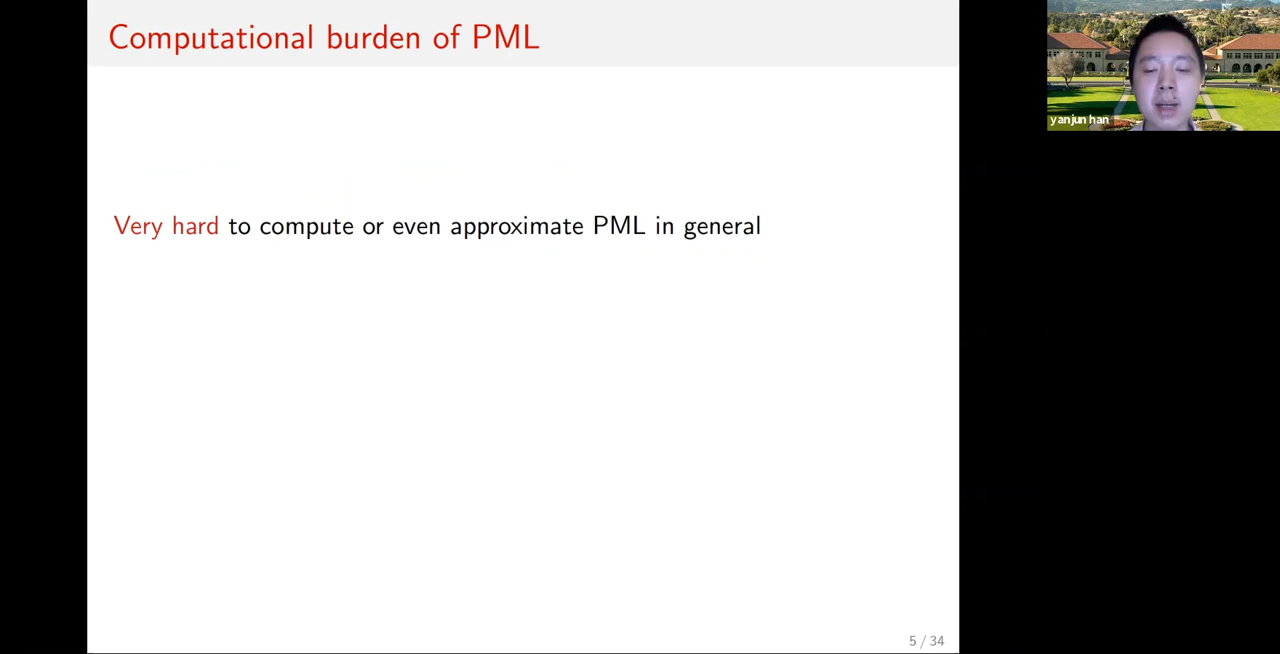 Computational burden of PML
yanjun han
Very hard to compute or even approximate PML in general
5 / 34